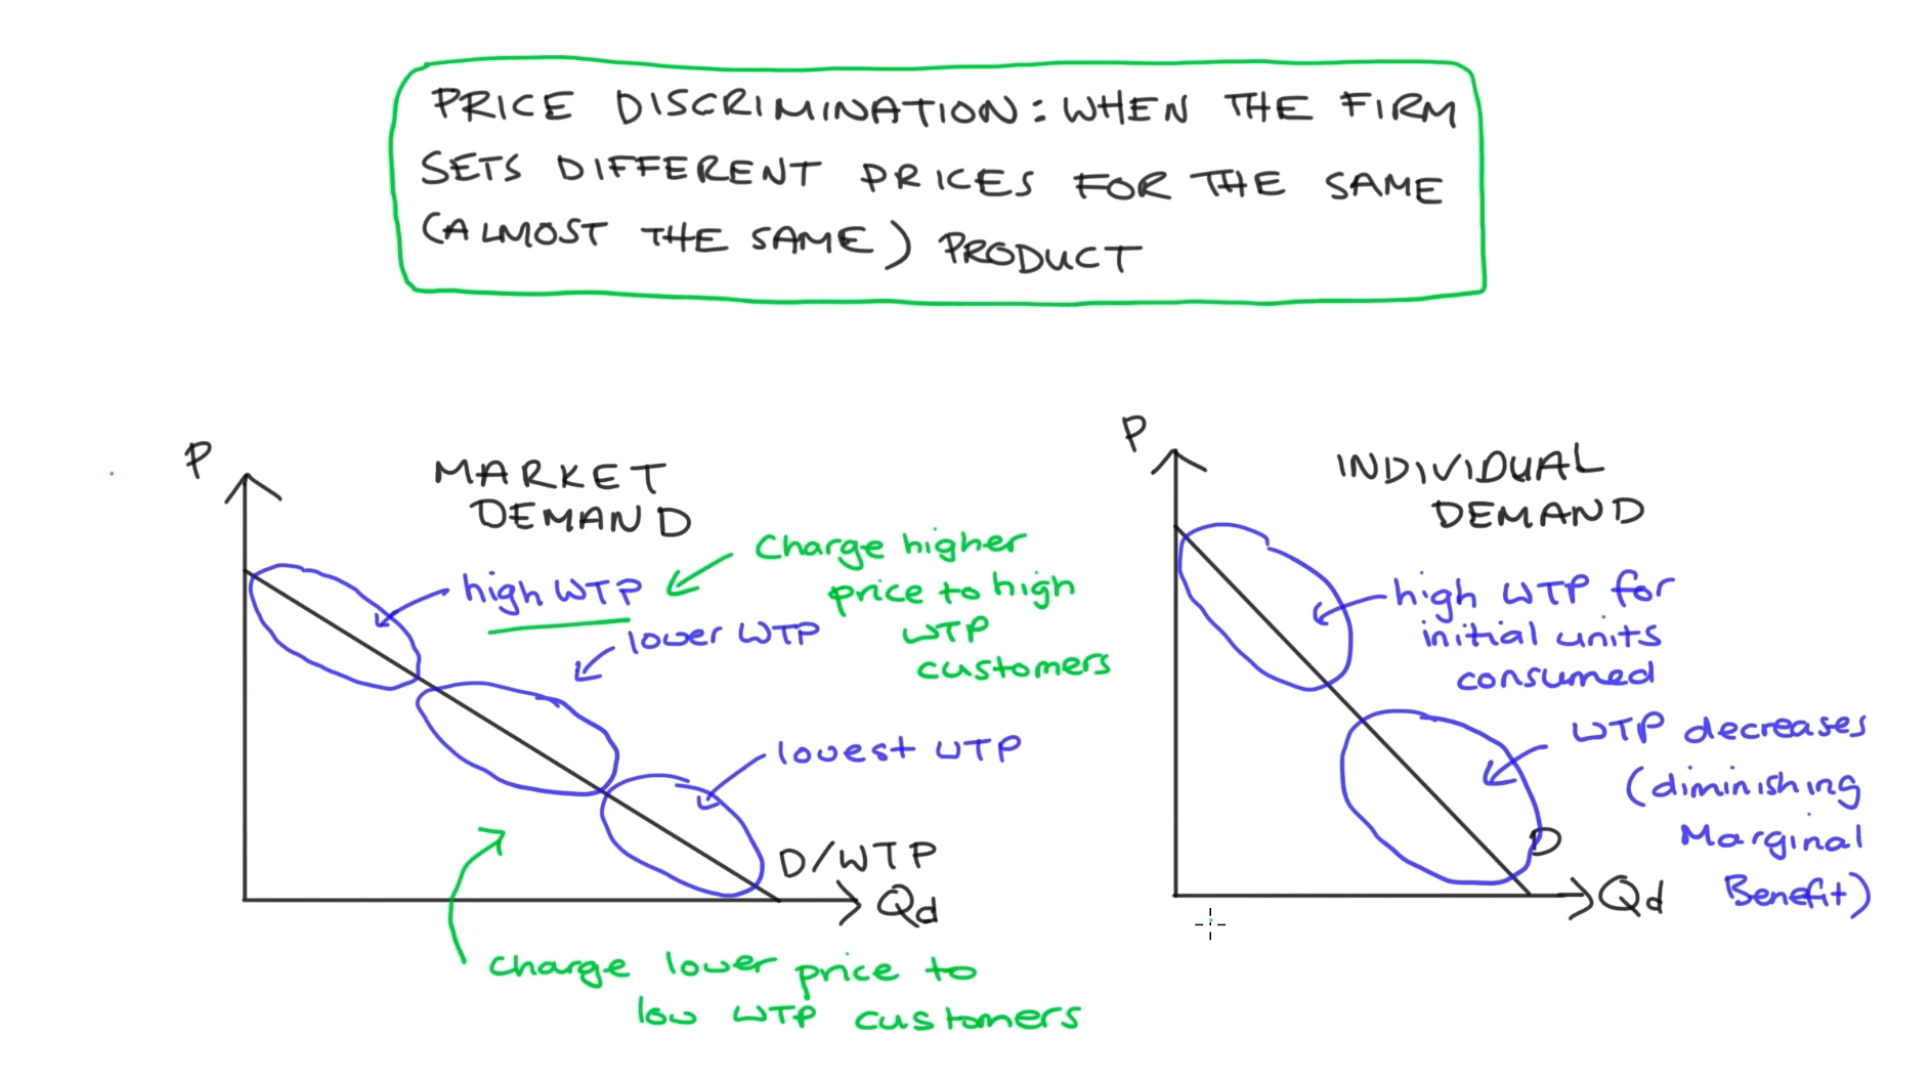 PRICE DISCRIMINATION: WHEN THE FIRM
SETS DIFFERENT PRICES FOR THE SAME
(ALMOST THE SAME) PRODUCT
P
MARKET
DEMAND
high WTP
lower WTP
lowest WTP
Charge higher
price to high
WTP
customers
D/WTP
Qd
charge lower price to
low WTP customers
P
INDIVIDUAL
DEMAND
high WTP for
initial units
consumed
WTP decreases
(diminishing
Marginal
Benefit)
D
Qd